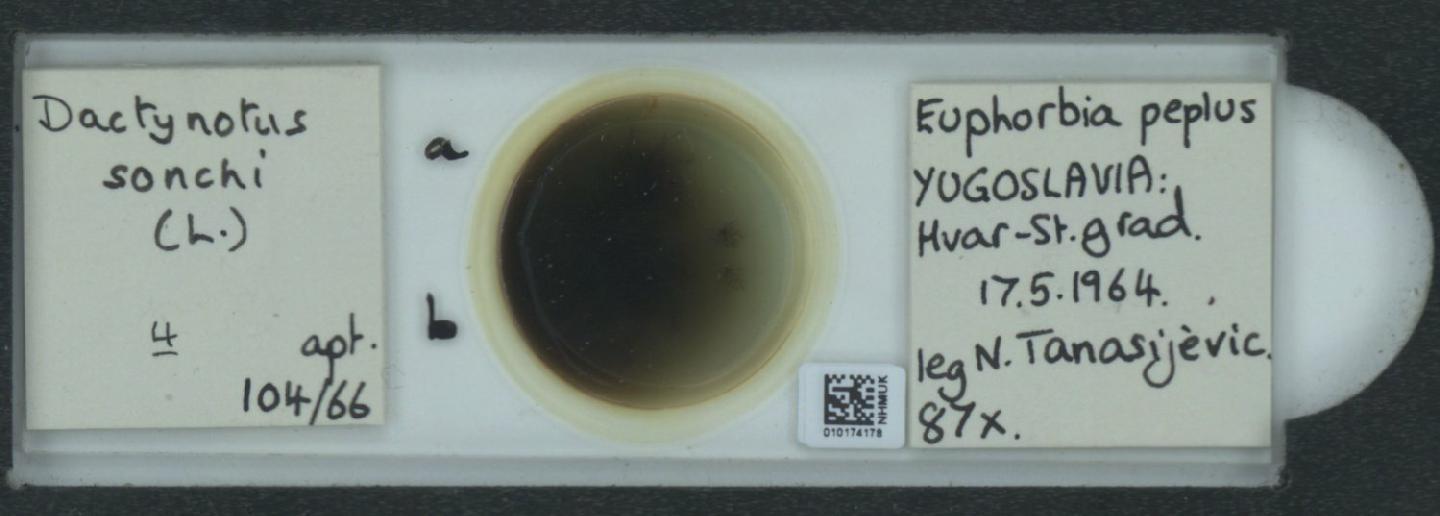 Dactynotus
sonchi
(L.)
4
apt.
104/66
a
b
NHMUK
010174178
Euphorbia peplus
YUGOSLAVIA:
Hvar-St.grad.
17.5.1964.
leg N. Tanasijèvic.
87x.